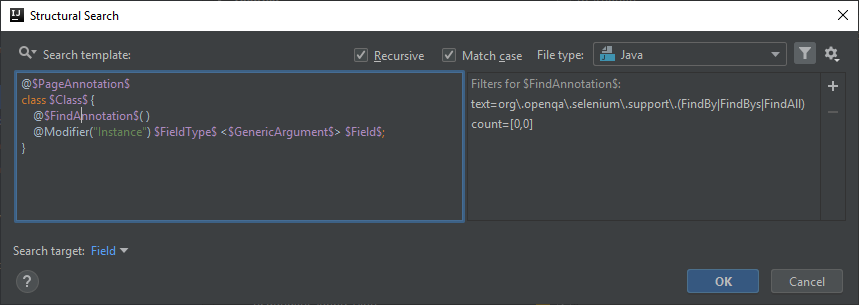 Structural Search
Search template:
Recursive
Match case
File type:
Java
@$PageAnnotation$
class $Class$ {
@$FindAnnotation$( )
@Modifier("Instance") $FieldType$ <$GenericArgument$> $Field$;
}
Filters for $FindAnnotation$:
text=org\.openqa\.selenium\.support\.(FindBy|FindBys|FindAll)
count=[0,0]
Search target: Field
?
OK
Cancel